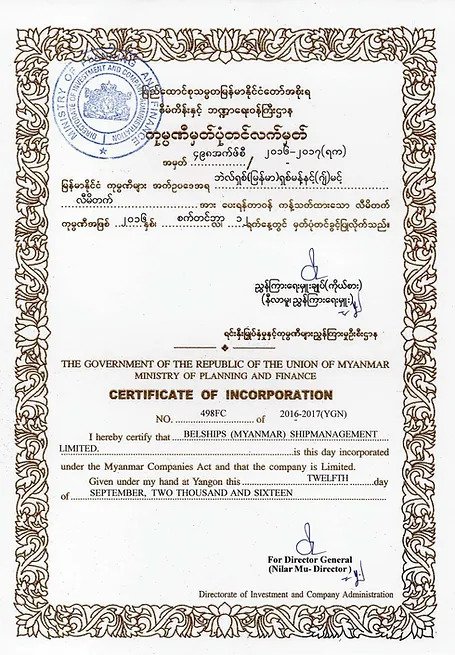 MINISTRY OF PLANNING AND FINANCE
DIRECTORATE OF INVESTMENT AND COMPANY ADMINISTRATION
ပြည်ထောင်စုသမ္မတမြန်မာနိုင်ငံတော်အစိုးရ
စီမံကိန်းနှင့် ဘဏ္ဍာရေးဝန်ကြီးဌာန
ကုမ္ပဏီမှတ်ပုံတင်လက်မှတ်
အမှတ် ၄၉၈အက်ဖ်စီ / ၂၀၁၆-၂၀၁၇(ရက)
ဘဲလ်ရှစ်(မြန်မာ)ရှစ်မန်နှင့်(ဂျ်)မင့်
မြန်မာနိုင်ငံ ကုမ္ပဏီများ အက်ဥပဒေအရ
လီမိတက် အား ပေးရန်တာဝန် ကန့်သတ်ထားသော လီမိတက်
ကုမ္ပဏီအဖြစ် ၂၀၁၆ ခုနှစ်၊ စက်တင်ဘာ ၁ ရက်နေ့တွင် မှတ်ပုံတင်ခွင့်ပြုလိုက်သည်။
ညွှန်ကြားရေးမှူးချုပ်(ကိုယ်စား)
(နီလာမူ၊ ညွှန်ကြားရေးမှူး)
ရင်းနှီးမြှုပ်နှံမှုနှင့်ကုမ္ပဏီများညွှန်ကြားမှုဦးစီးဌာန
THE GOVERNMENT OF THE REPUBLIC OF THE UNION OF MYANMAR
MINISTRY OF PLANNING AND FINANCE
CERTIFICATE OF INCORPORATION
NO. 498FC of 2016-2017(YGN)
I hereby certify that BELSHIPS (MYANMAR) SHIPMANAGEMENT
LIMITED. is this day incorporated
under the Myanmar Companies Act and that the company is Limited.
Given under my hand at Yangon this TWELFTH day
of SEPTEMBER, TWO THOUSAND AND SIXTEEN
For Director General
(Nilar Mu- Director)
Directorate of Investment and Company Administration